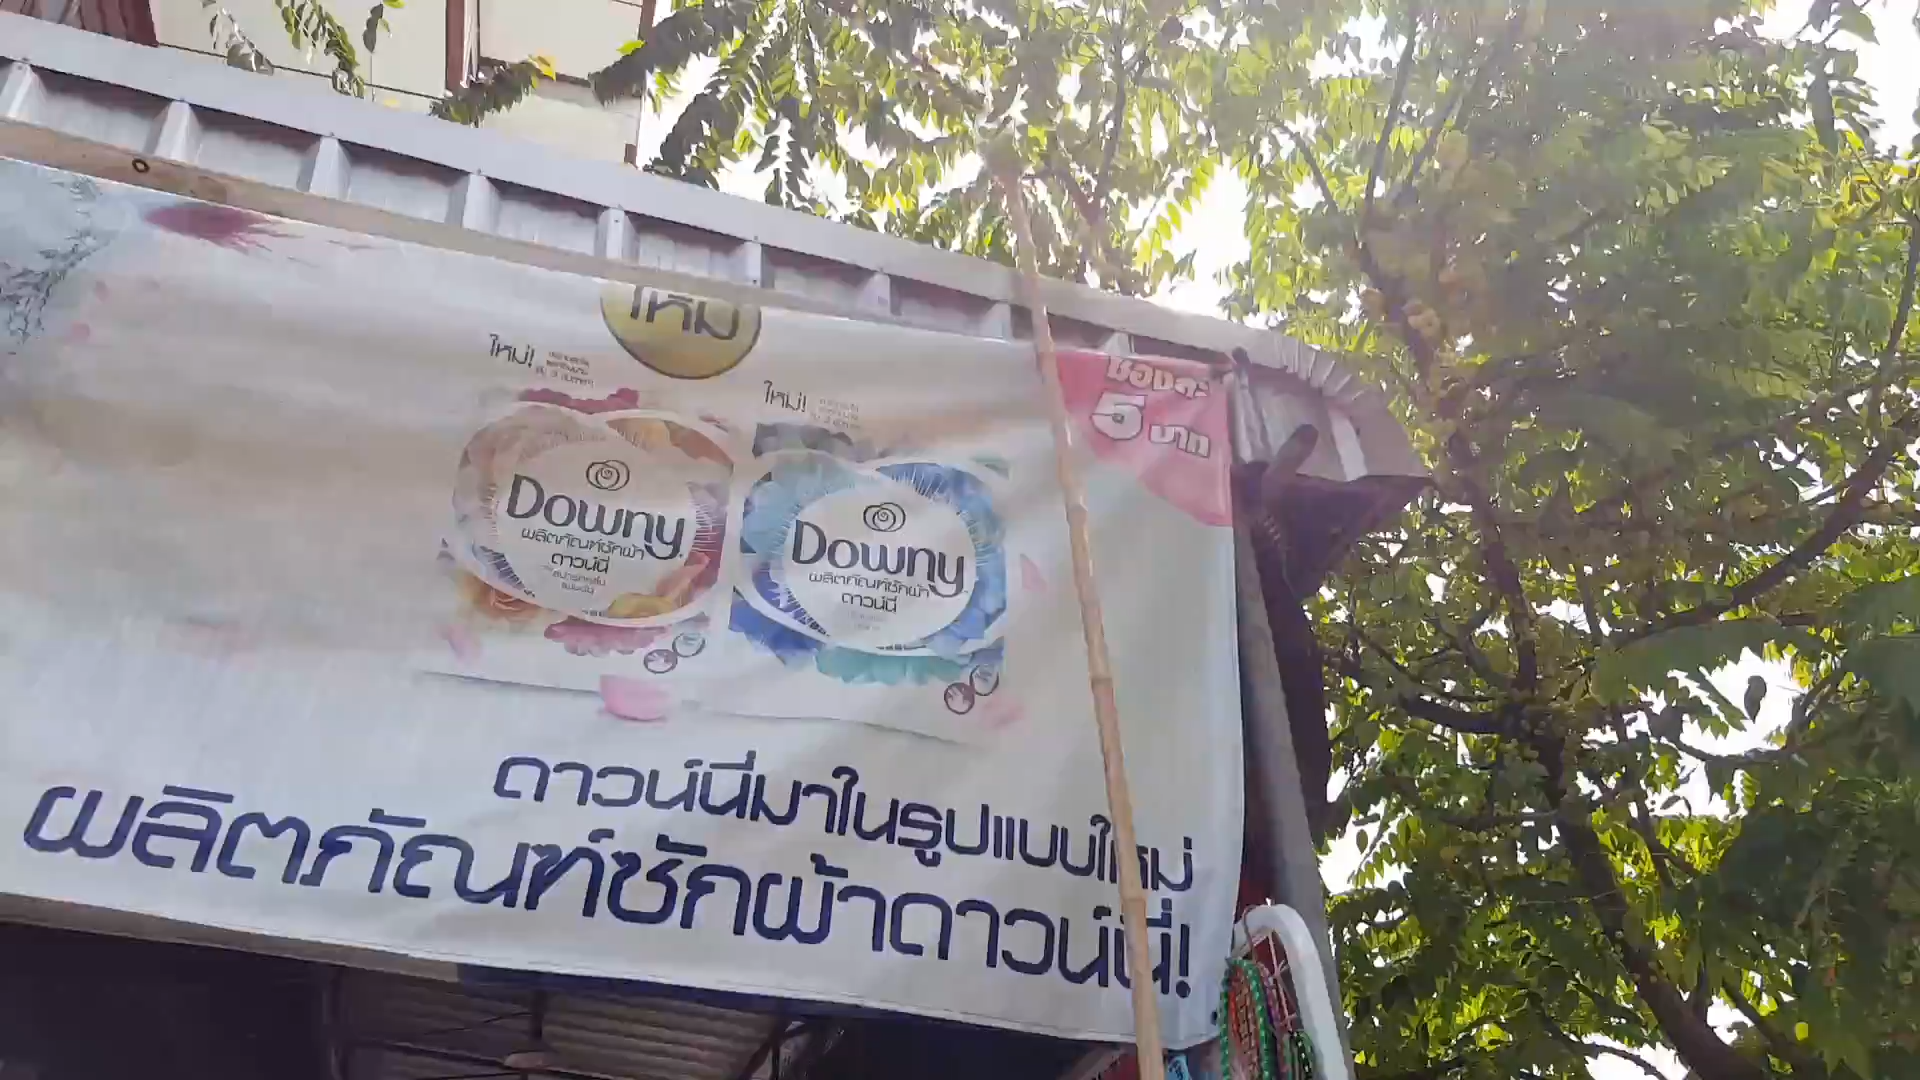 ใหม่
ใหม่!
ใหม่!
ซองละ
5 บาท
Downy
ผลิตภัณฑ์ซักผ้า
ดาวน์นี่
Downy
ผลิตภัณฑ์ซักผ้า
ดาวน์นี่
ดาวน์นี่มาในรูปแบบใหม่
ผลิตภัณฑ์ซักผ้าดาวน์นี่!